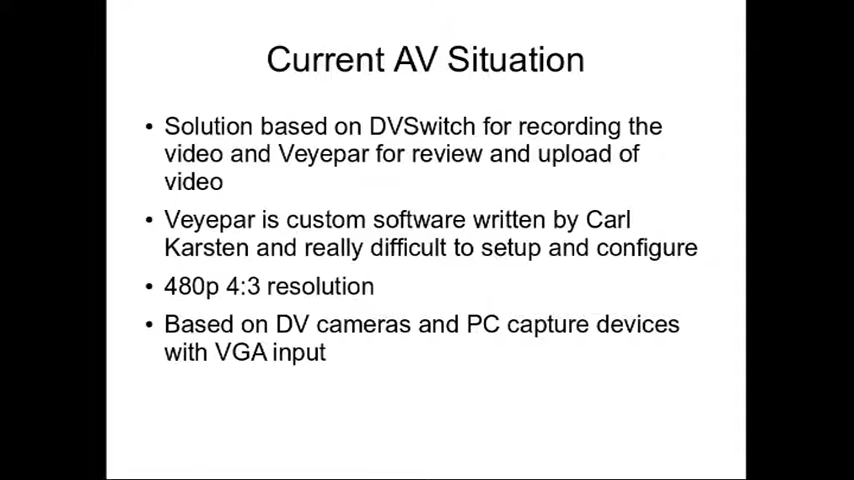 Current AV Situation
• Solution based on DVSwitch for recording the
video and Veyepar for review and upload of
video
• Veyepar is custom software written by Carl
Karsten and really difficult to setup and configure
• 480p 4:3 resolution
• Based on DV cameras and PC capture devices
with VGA input